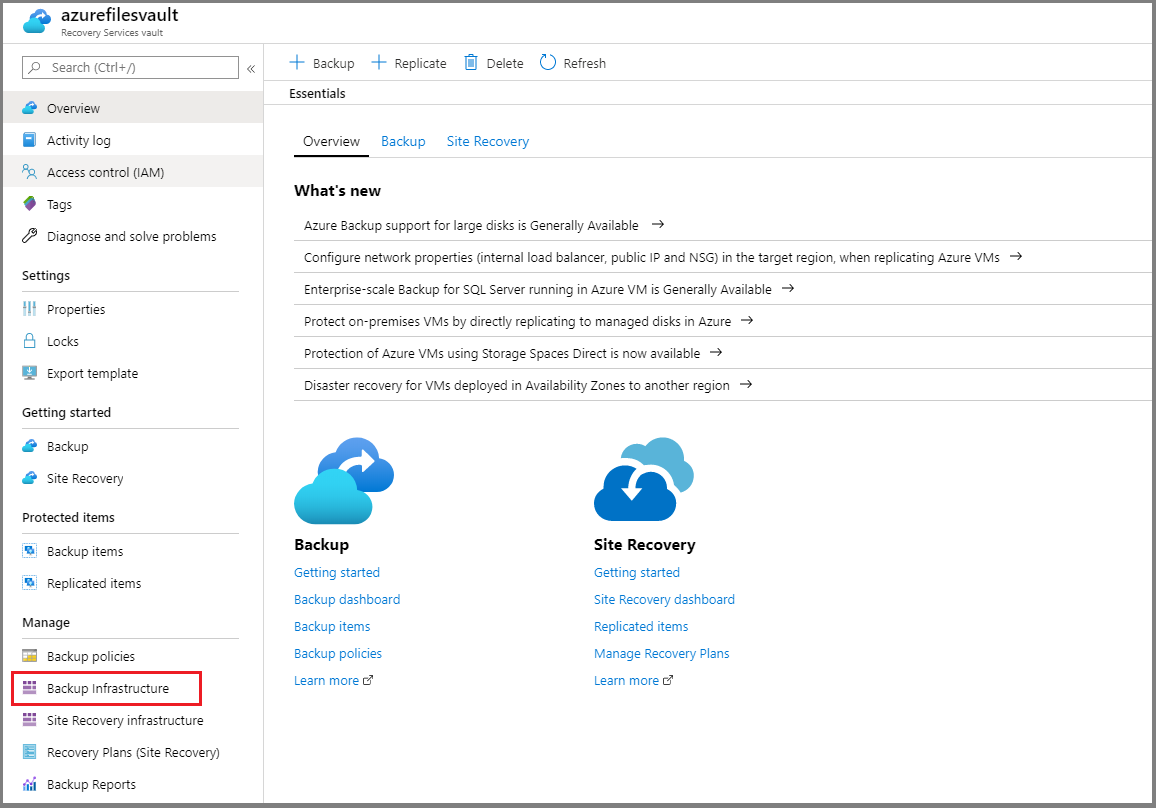 azurefilesvault
Recovery Services vault
Search (Ctrl+/)
«
Overview
Activity log
Access control (IAM)
Tags
Diagnose and solve problems
Settings
Properties
Locks
Export template
Getting started
Backup
Site Recovery
Protected items
Backup items
Replicated items
Manage
Backup policies
Backup Infrastructure
Site Recovery infrastructure
Recovery Plans (Site Recovery)
Backup Reports
Backup Replicate Delete Refresh
Essentials
Overview Backup Site Recovery
What's new
Azure Backup support for large disks is Generally Available →
Configure network properties (internal load balancer, public IP and NSG) in the target region, when replicating Azure VMs →
Enterprise-scale Backup for SQL Server running in Azure VM is Generally Available →
Protect on-premises VMs by directly replicating to managed disks in Azure →
Protection of Azure VMs using Storage Spaces Direct is now available →
Disaster recovery for VMs deployed in Availability Zones to another region →
Backup
Getting started
Backup dashboard
Backup items
Backup policies
Learn more
Site Recovery
Getting started
Site Recovery dashboard
Replicated items
Manage Recovery Plans
Learn more